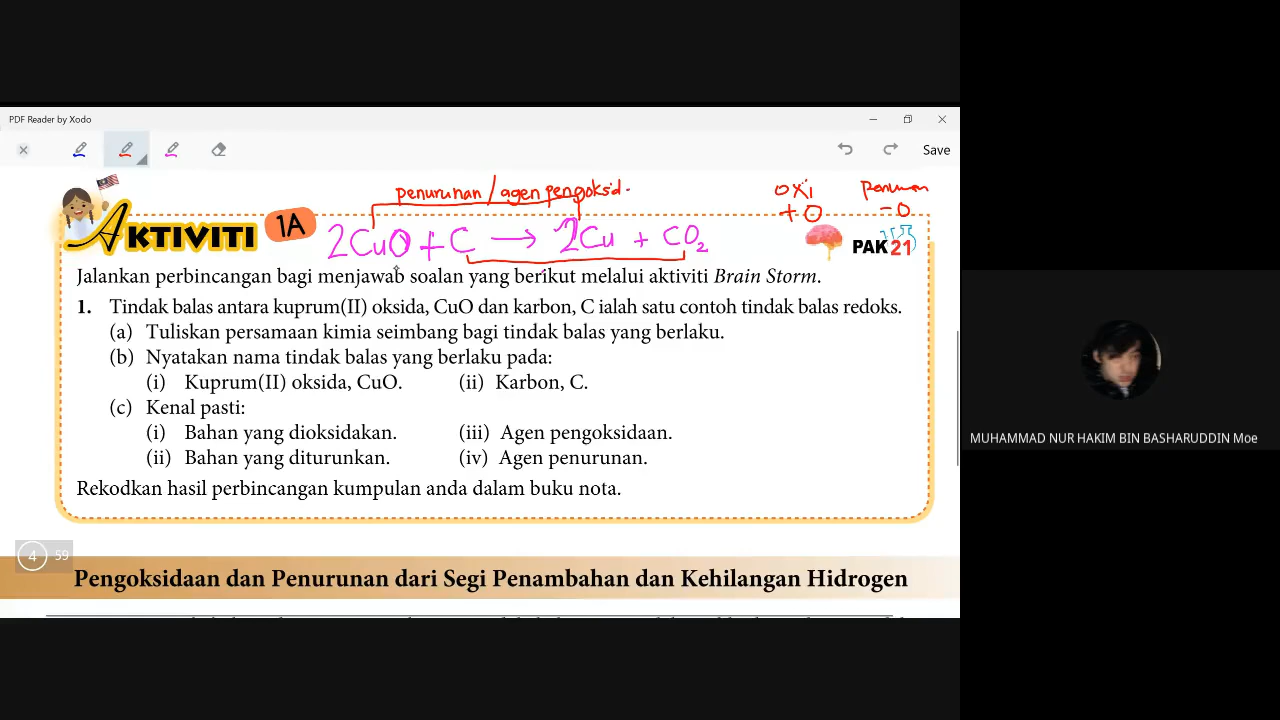 PDF Reader by Xodo
Save
penurunan / agen pengoksid.
oxi
+ O
penurunan
- O
AKTIVITI 1A
2CuO + C → 2Cu + CO2
PAK 21
Jalankan perbincangan bagi menjawab soalan yang berikut melalui aktiviti Brain Storm.
1. Tindak balas antara kuprum(II) oksida, CuO dan karbon, C ialah satu contoh tindak balas redoks.
(a) Tuliskan persamaan kimia seimbang bagi tindak balas yang berlaku.
(b) Nyatakan nama tindak balas yang berlaku pada:
(i) Kuprum(II) oksida, CuO. (ii) Karbon, C.
(c) Kenal pasti:
(i) Bahan yang dioksidakan. (iii) Agen pengoksidaan.
(ii) Bahan yang diturunkan. (iv) Agen penurunan.
Rekodkan hasil perbincangan kumpulan anda dalam buku nota.
4 59
Pengoksidaan dan Penurunan dari Segi Penambahan dan Kehilangan Hidrogen
MUHAMMAD NUR HAKIM BIN BASHARUDDIN Moe